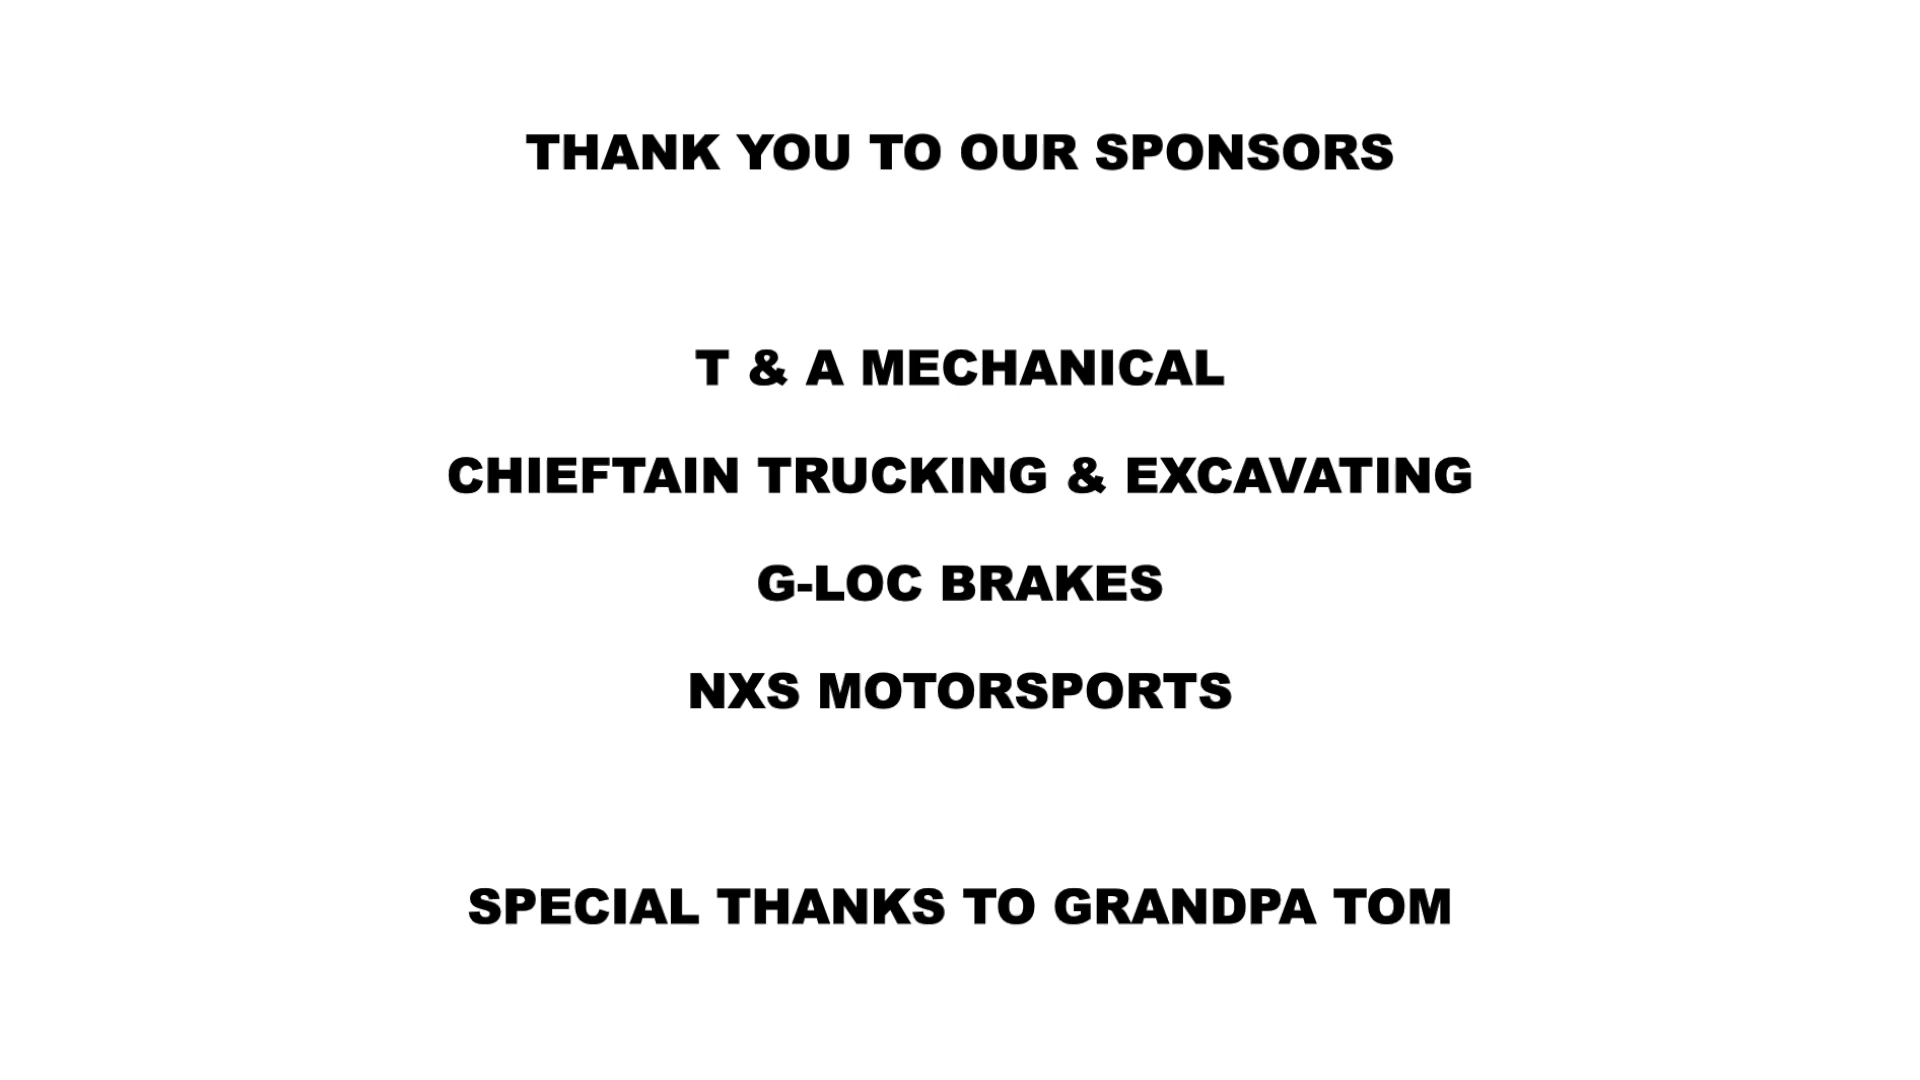 THANK YOU TO OUR SPONSORS
T & A MECHANICAL
CHIEFTAIN TRUCKING & EXCAVATING
G-LOC BRAKES
NXS MOTORSPORTS
SPECIAL THANKS TO GRANDPA TOM